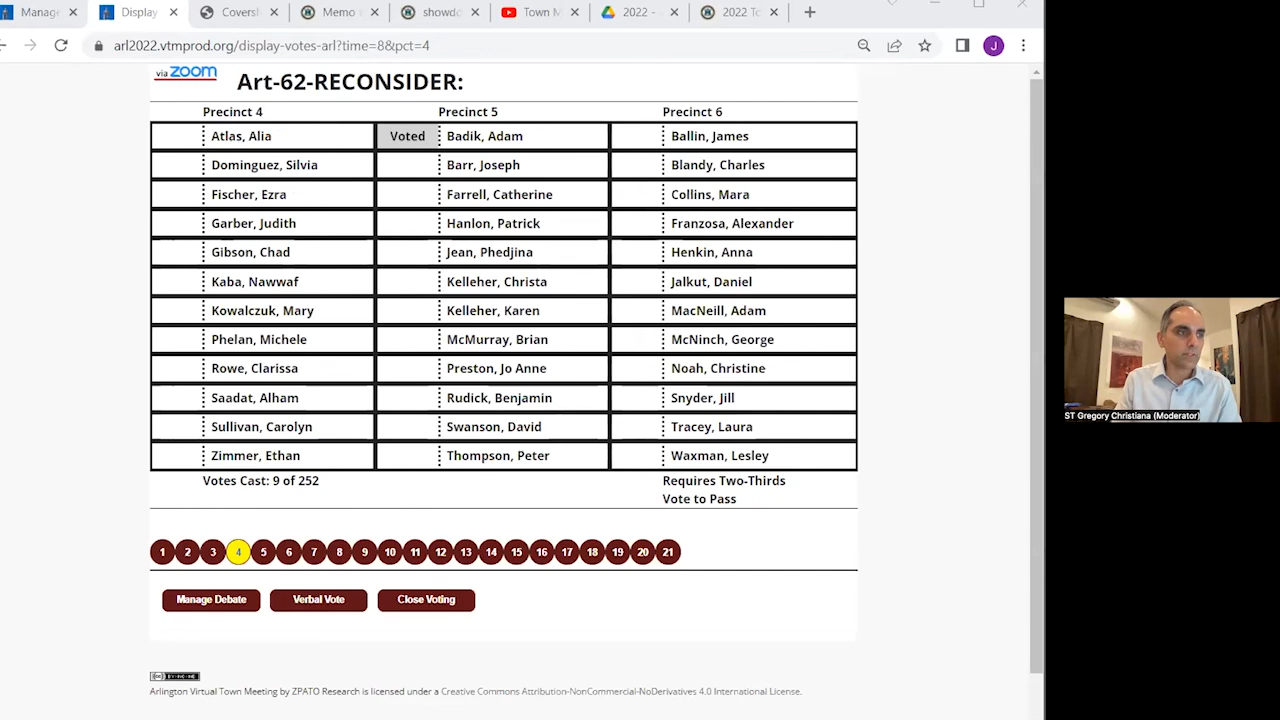 Manage
Display
Covers
Memo
showd
Town M
2022 -
2022 To
arl2022.vtmprod.org/display-votes-arl?time=8&pct=4
J
via zoom
Art-62-RECONSIDER:
Precinct 4 Precinct 5 Precinct 6
Atlas, Alia Voted Badik, Adam Ballin, James
Dominguez, Silvia Barr, Joseph Blandy, Charles
Fischer, Ezra Farrell, Catherine Collins, Mara
Garber, Judith Hanlon, Patrick Franzosa, Alexander
Gibson, Chad Jean, Phedjina Henkin, Anna
Kaba, Nawwaf Kelleher, Christa Jalkut, Daniel
Kowalczuk, Mary Kelleher, Karen MacNeill, Adam
Phelan, Michele McMurray, Brian McNinch, George
Rowe, Clarissa Preston, Jo Anne Noah, Christine
Saadat, Alham Rudick, Benjamin Snyder, Jill
Sullivan, Carolyn Swanson, David Tracey, Laura
Zimmer, Ethan Thompson, Peter Waxman, Lesley
Votes Cast: 9 of 252 Requires Two-Thirds
Vote to Pass
1 2 3 4 5 6 7 8 9 10 11 12 13 14 15 16 17 18 19 20 21
Manage Debate Verbal Vote Close Voting
Arlington Virtual Town Meeting by ZPATO Research is licensed under a Creative Commons Attribution-NonCommercial-NoDerivatives 4.0 International License.
ST Gregory Christiana (Moderator)